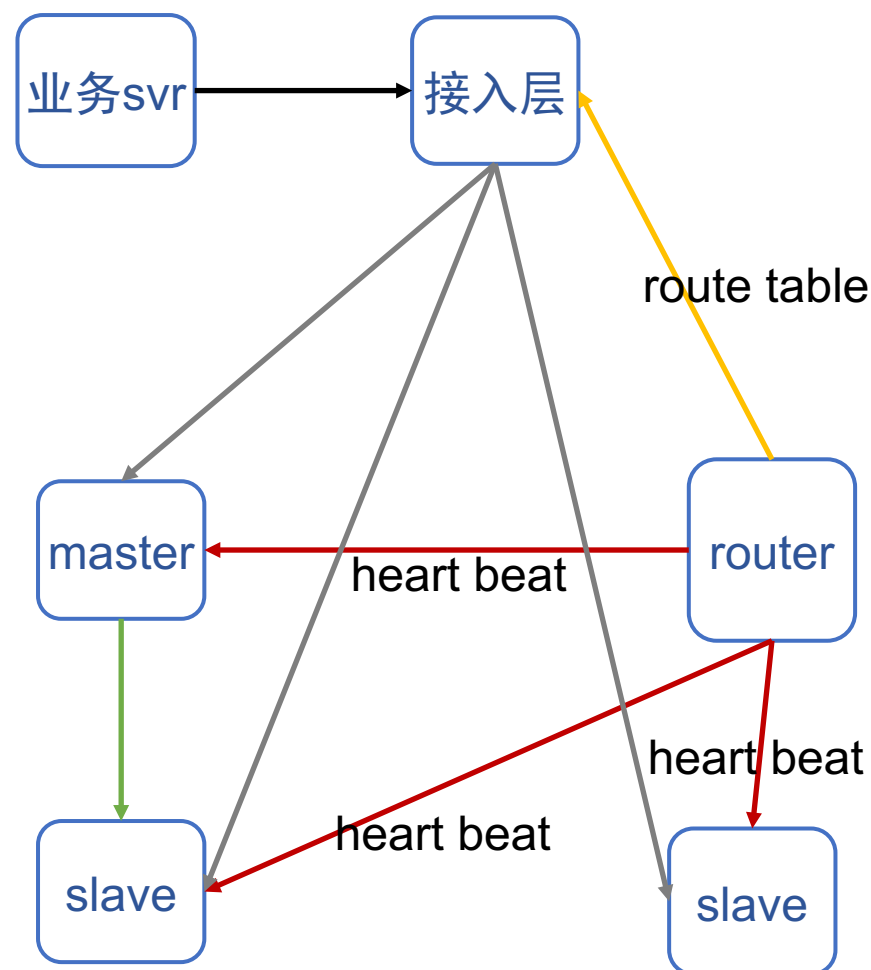 业务svr
接入层
route table
master
router
heart beat
heart beat
heart beat
slave
slave